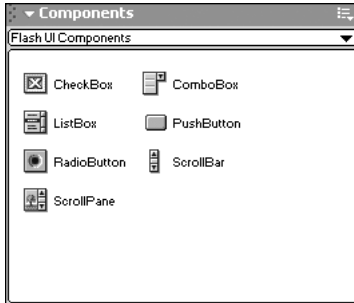 Components
Flash UI Components
CheckBox
ComboBox
ListBox
PushButton
RadioButton
ScrollBar
ScrollPane